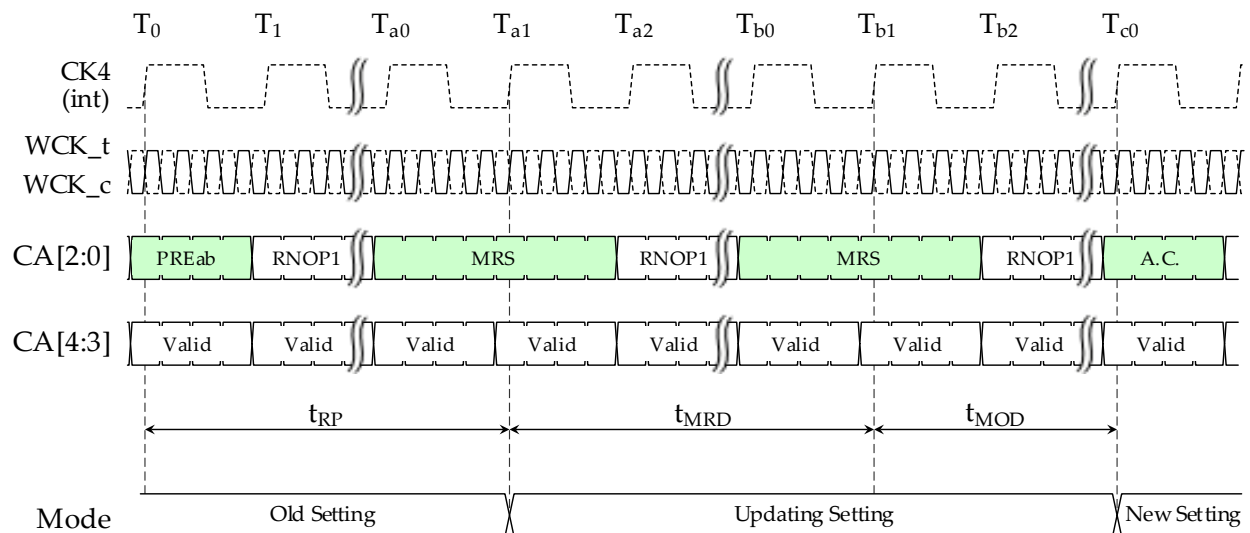 T0 T1 Ta0 Ta1 Ta2 Tb0 Tb1 Tb2 Tc0
CK4
(int)
WCK_t
WCK_c
CA[2:0] PREab RNOP1 MRS RNOP1 MRS RNOP1 A.C.
CA[4:3] Valid Valid Valid Valid Valid Valid Valid Valid Valid
tRP tMRD tMOD
Mode Old Setting Updating Setting New Setting